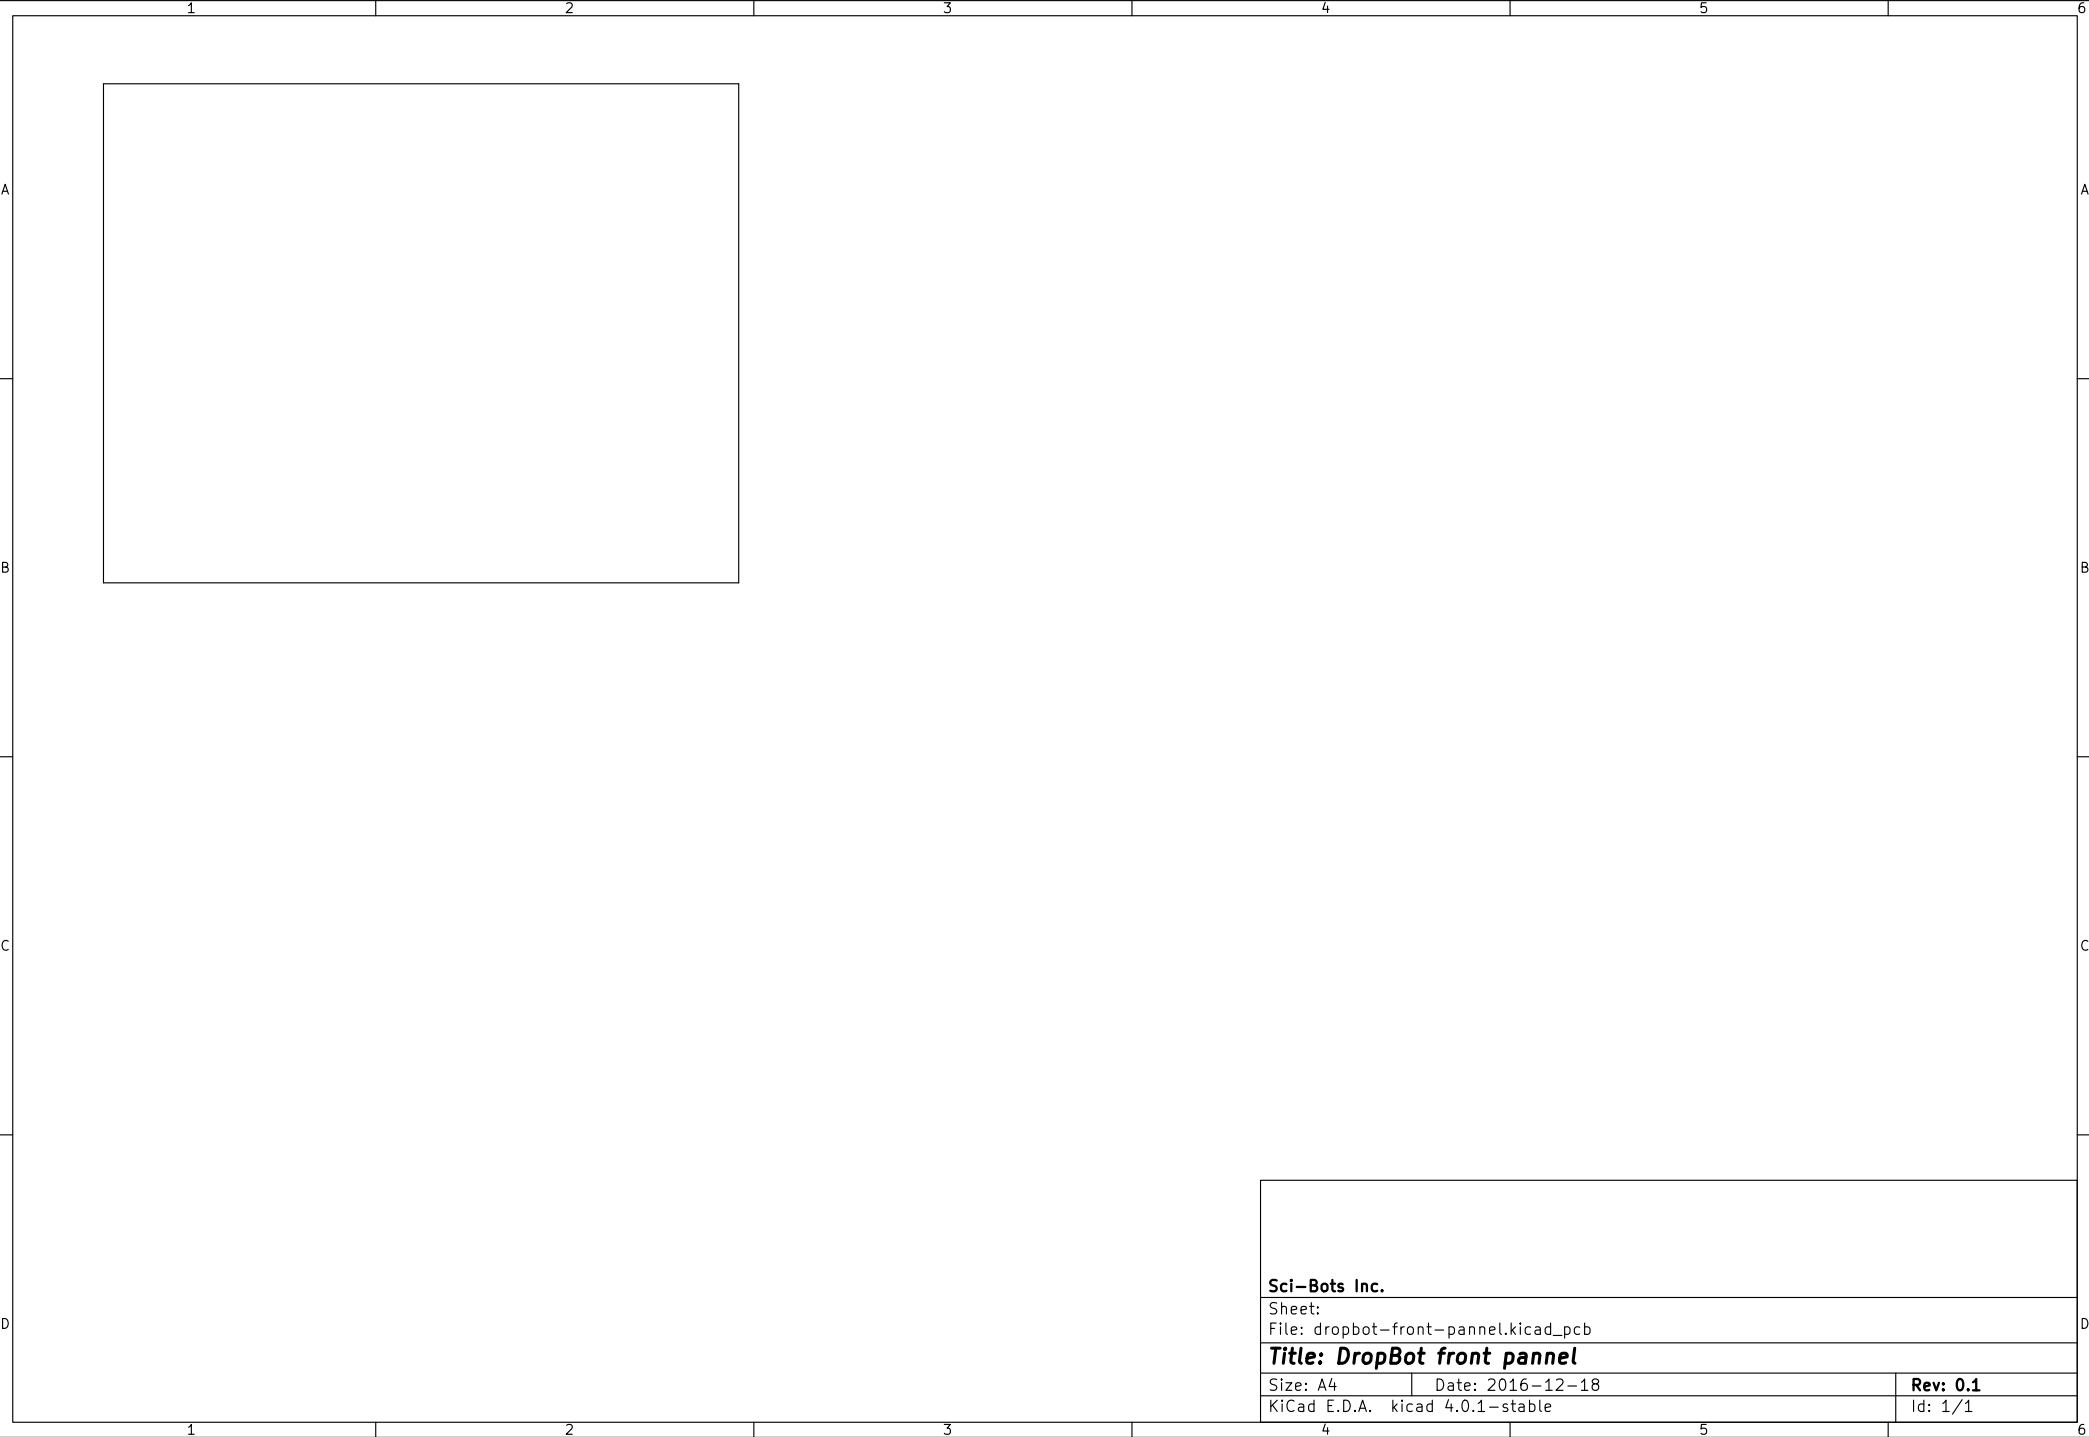 1 2 3 4 5 6
A A
B B
C C
Sci-Bots Inc.
Sheet:
D D
File: dropbot-front-pannel.kicad_pcb
Title: DropBot front pannel
Size: A4 Date: 2016-12-18 Rev: 0.1
KiCad E.D.A. kicad 4.0.1-stable Id: 1/1
1 2 3 4 5 6